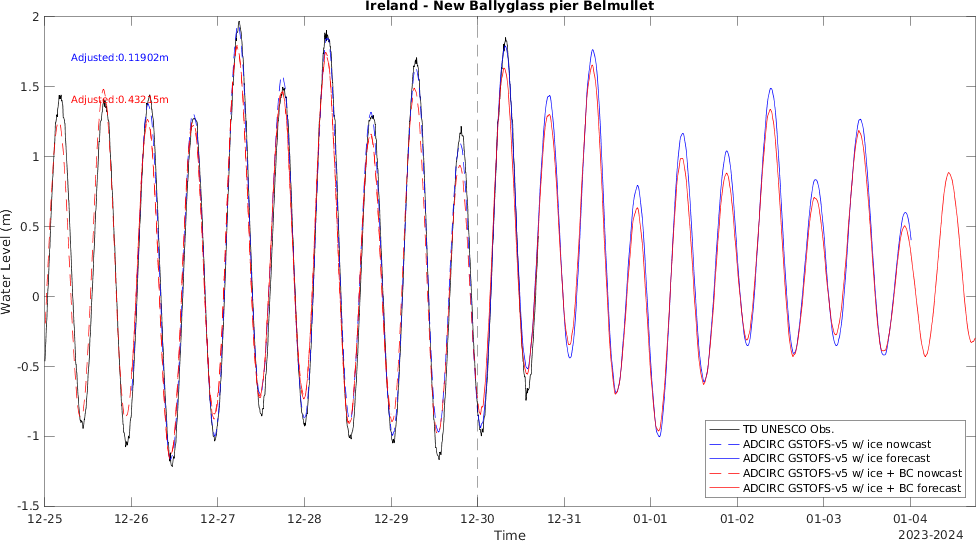 Ireland - New Ballyglass pier Belmullet
Adjusted:0.11902m
Water Level (m)
2
1.5
1
0.5
0
-0.5
-1
-1.5
12-25
12-26
12-27
12-28
12-29
12-30
12-31
01-01
01-02
01-03
01-04
Time
2023-2024
TD UNESCO Obs.
ADCIRC GSTOFS-v5 w/ ice nowcast
ADCIRC GSTOFS-v5 w/ ice forecast
ADCIRC GSTOFS-v5 w/ ice + BC nowcast
ADCIRC GSTOFS-v5 w/ ice + BC forecast